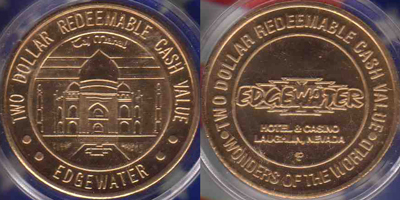 TWO DOLLAR REDEEMABLE CASH VALUE
Taj Mahal
EDGEWATER
TWO DOLLAR REDEEMABLE CASH VALUE
EDGEWATER
HOTEL & CASINO
LAUGHLIN, NEVADA
WONDERS OF THE WORLD